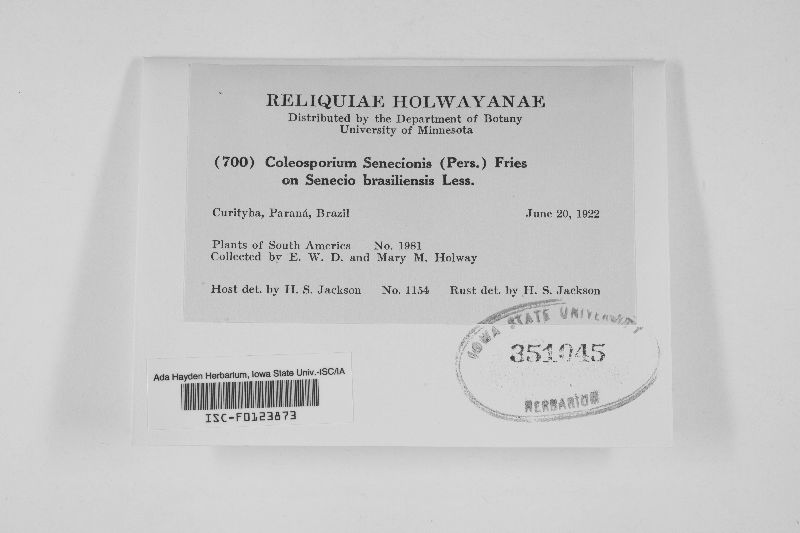 RELIQUIAE HOLWAYANAE
Distributed by the Department of Botany
University of Minnesota
(700) Coleosporium Senecionis (Pers.) Fries
on Senecio brasiliensis Less.
Curityba, Paraná, Brazil June 20, 1922
Plants of South America No. 1981
Collected by E. W. D. and Mary M. Holway
Host det. by H. S. Jackson No. 1154 Rust det. by H. S. Jackson
IOWA STATE UNIVERSITY
351945
HERBARIUM
Ada Hayden Herbarium, Iowa State Univ.-ISC/IA
ISC-F0123873